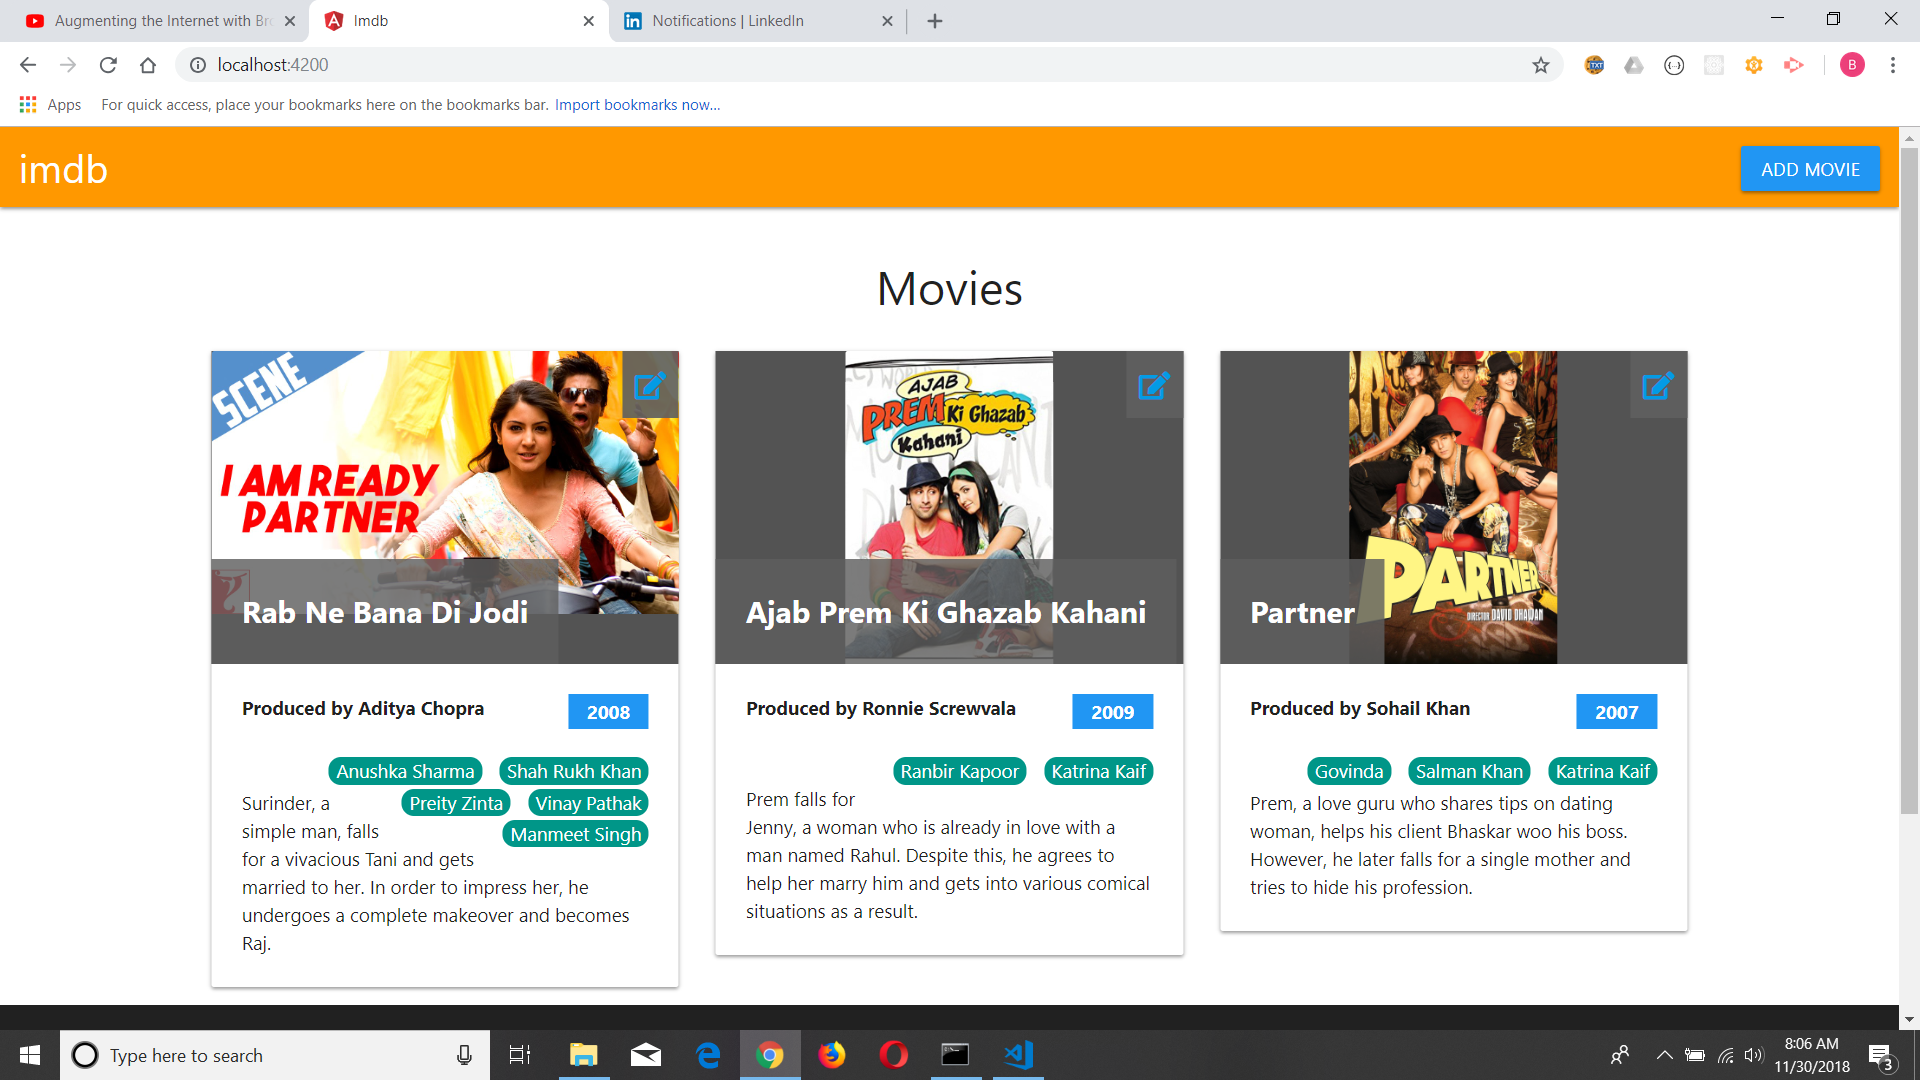 Augmenting the Internet with Bro
Imdb
Notifications | LinkedIn
localhost:4200
TXT
B
Apps
For quick access, place your bookmarks here on the bookmarks bar. Import bookmarks now...
imdb
ADD MOVIE
Movies
SCENE
I AM READY
PARTNER
Rab Ne Bana Di Jodi
Produced by Aditya Chopra
2008
Anushka Sharma
Shah Rukh Khan
Preity Zinta
Vinay Pathak
Manmeet Singh
Surinder, a
simple man, falls
for a vivacious Tani and gets
married to her. In order to impress her, he
undergoes a complete makeover and becomes
Raj.
AJAB
PREM Ki Ghazab
Kahani
Ajab Prem Ki Ghazab Kahani
Produced by Ronnie Screwvala
2009
Ranbir Kapoor
Katrina Kaif
Prem falls for
Jenny, a woman who is already in love with a
man named Rahul. Despite this, he agrees to
help her marry him and gets into various comical
situations as a result.
PARTNER
DIRECTOR DAVID DHAWAN
Partner
Produced by Sohail Khan
2007
Govinda
Salman Khan
Katrina Kaif
Prem, a love guru who shares tips on dating
woman, helps his client Bhaskar woo his boss.
However, he later falls for a single mother and
tries to hide his profession.
Type here to search
8:06 AM
11/30/2018
3